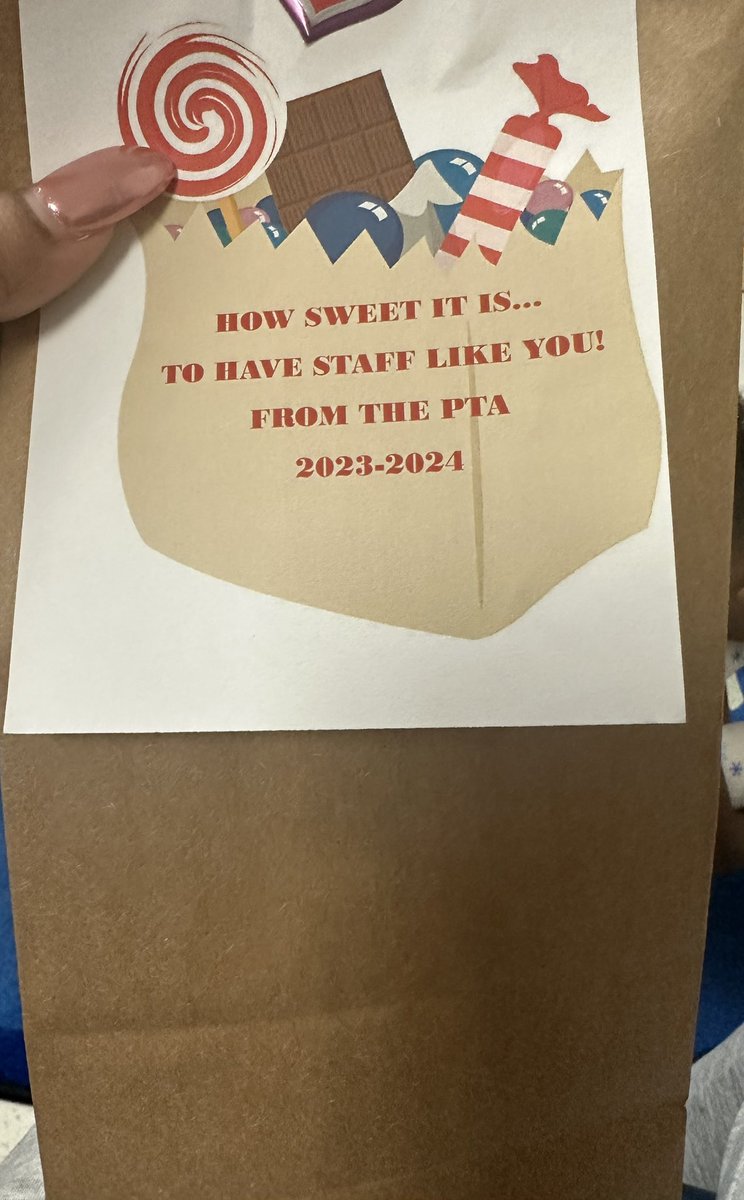 HOW SWEET IT IS...
TO HAVE STAFF LIKE YOU!
FROM THE PTA
2023-2024